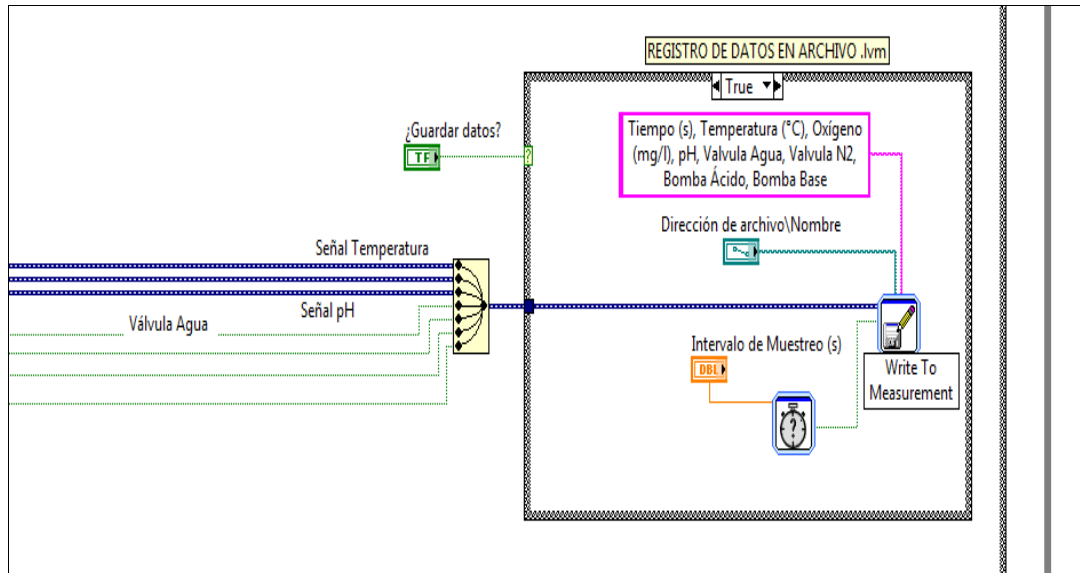 REGISTRO DE DATOS EN ARCHIVO .lvm
True
¿Guardar datos?
TF
?
Tiempo (s), Temperatura (°C), Oxígeno
(mg/l), pH, Valvula Agua, Valvula N2,
Bomba Ácido, Bomba Base
Dirección de archivo\Nombre
Señal Temperatura
Señal pH
Válvula Agua
Intervalo de Muestreo (s)
DBL
?
Write To
Measurement